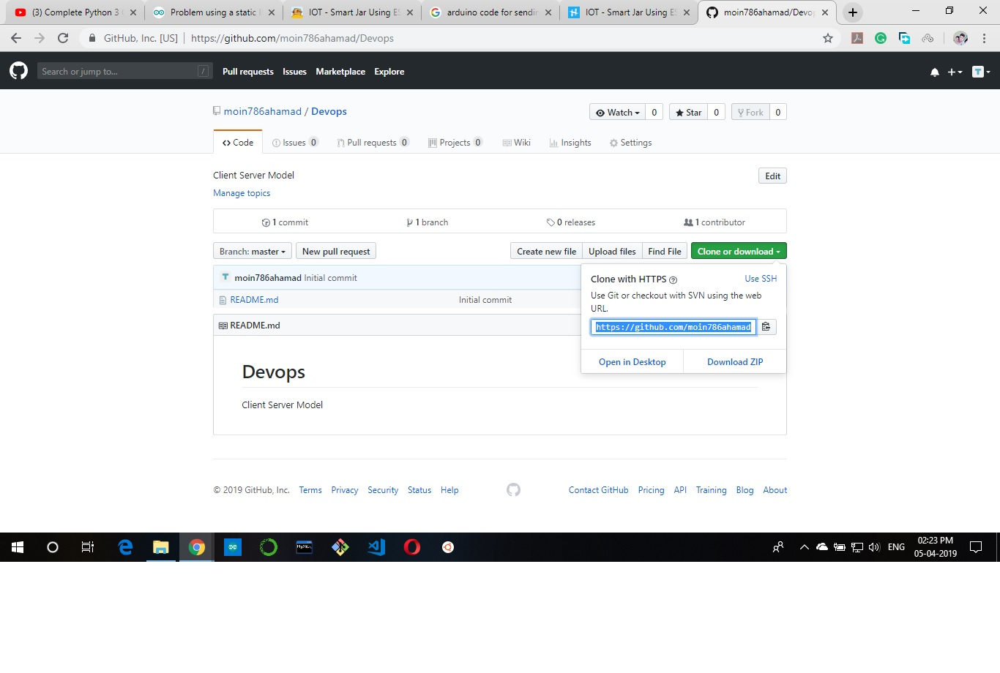 (3) Complete Python 3
Problem using a static
IOT - Smart Jar Using ES
arduino code for sendin
IOT - Smart Jar Using ES
moin786ahamad/Devop
GitHub, Inc. [US] https://github.com/moin786ahamad/Devops
Search or jump to... / Pull requests Issues Marketplace Explore
moin786ahamad / Devops Watch 0 Star 0 Fork 0
Code Issues 0 Pull requests 0 Projects 0 Wiki Insights Settings
Client Server Model Edit
Manage topics
1 commit 1 branch 0 releases 1 contributor
Branch: master New pull request Create new file Upload files Find File Clone or download
moin786ahamad Initial commit
README.md Initial commit
README.md
Devops
Client Server Model
Clone with HTTPS Use SSH
Use Git or checkout with SVN using the web
URL.
https://github.com/moin786ahamad
Open in Desktop Download ZIP
© 2019 GitHub, Inc. Terms Privacy Security Status Help Contact GitHub Pricing API Training Blog About
MySQL
ENG
02:23 PM
05-04-2019